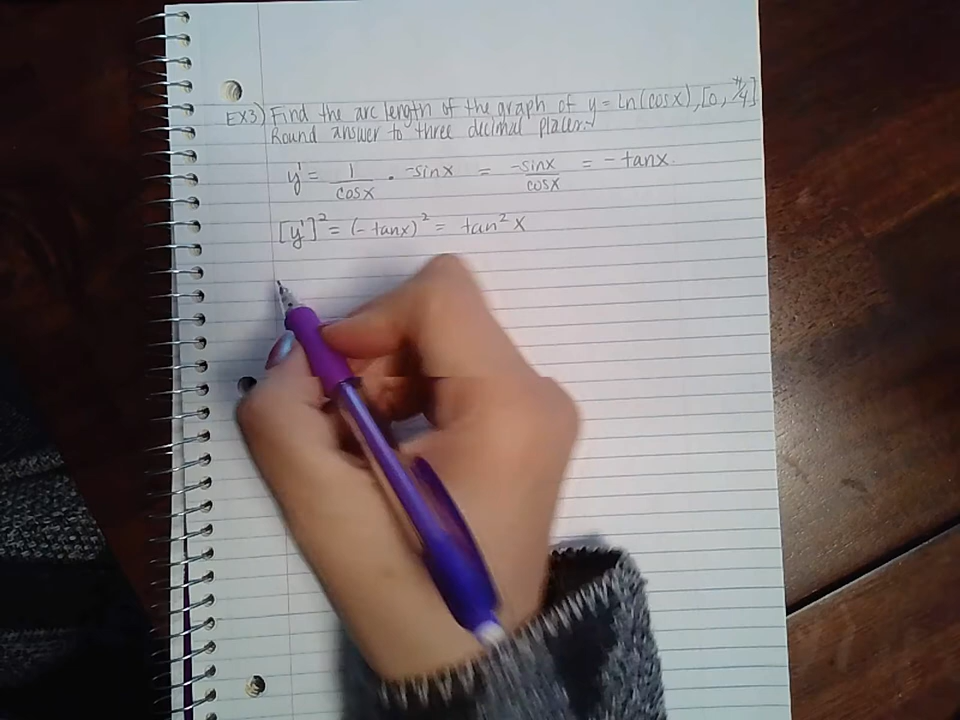 EX3) Find the arc length of the graph of y = Ln(cosx), [0, π/4]
Round answer to three decimal places.
y' = 1/cosx · -sinx = -sinx/cosx = - tanx.
[y']² = (- tanx)² = tan² x